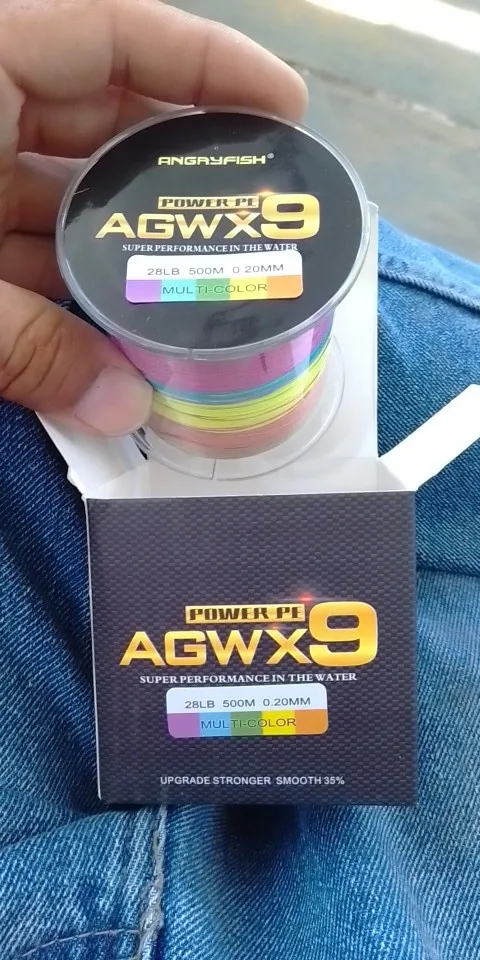 ANGRYFISH®
POWER PE
AGWX9
SUPER PERFORMANCE IN THE WATER
28LB 500M 0.20MM
MULTI-COLOR
POWER PE
AGWX9
SUPER PERFORMANCE IN THE WATER
28LB 500M 0.20MM
MULTI-COLOR
UPGRADE STRONGER SMOOTH 35%